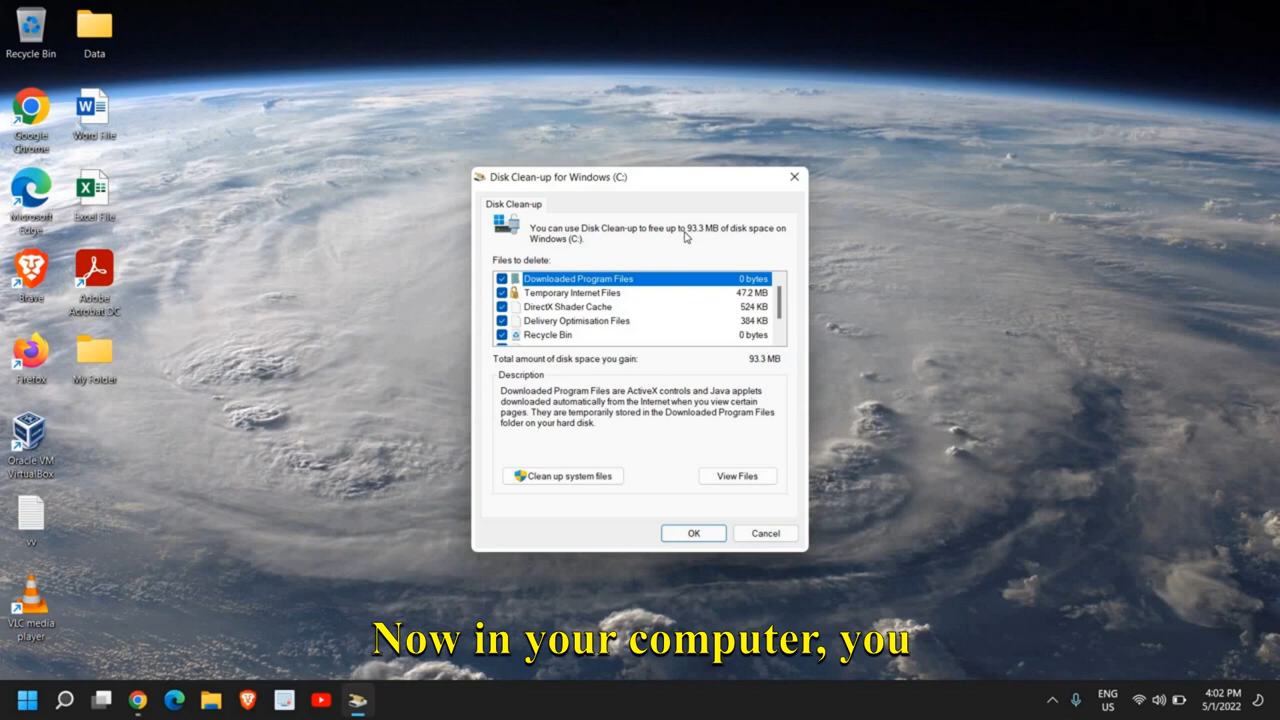 Recycle Bin
Data
Google Chrome
Word File
Microsoft Edge
Excel File
Brave
Adobe Acrobat DC
Firefox
My Folder
Oracle VM VirtualBox
vv
VLC media player
Disk Clean-up for Windows (C:)
Disk Clean-up
You can use Disk Clean-up to free up to 93.3 MB of disk space on
Windows (C:).
Files to delete:
Downloaded Program Files 0 bytes
Temporary Internet Files 47.2 MB
DirectX Shader Cache 524 KB
Delivery Optimisation Files 384 KB
Recycle Bin 0 bytes
Total amount of disk space you gain: 93.3 MB
Description
Downloaded Program Files are ActiveX controls and Java applets
downloaded automatically from the Internet when you view certain
pages. They are temporarily stored in the Downloaded Program Files
folder on your hard disk.
Clean up system files View Files
OK Cancel
Now in your computer, you
ENG
US
4:02 PM
5/1/2022